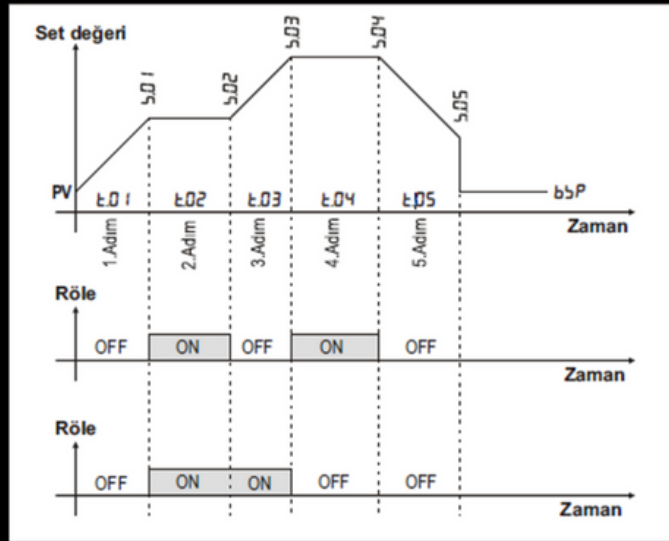 Set değeri
S.01
S.02
S.03
S.04
S.05
PV
t.01 t.02 t.03 t.04 t.05
bSP
Zaman
1.Adım 2.Adım 3.Adım 4.Adım 5.Adım
Röle
OFF ON OFF ON OFF
Zaman
Röle
OFF ON ON OFF OFF
Zaman